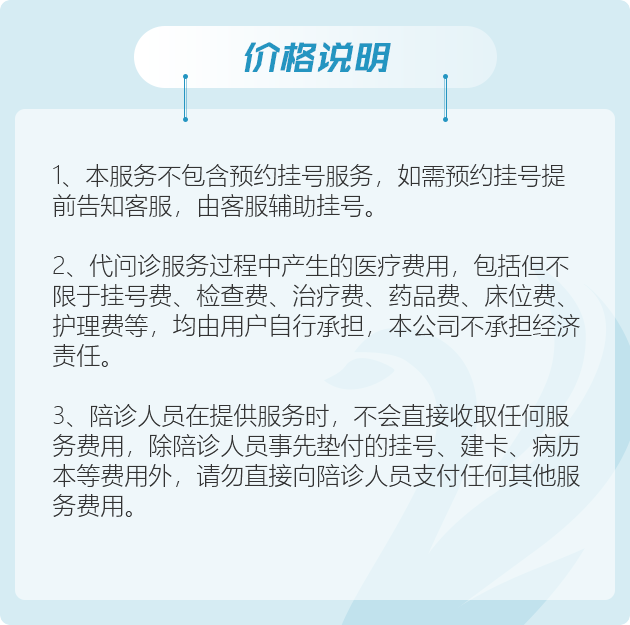 价格说明
1、本服务不包含预约挂号服务，如需预约挂号提
前告知客服，由客服辅助挂号。
2、代问诊服务过程中产生的医疗费用，包括但不
限于挂号费、检查费、治疗费、药品费、床位费、
护理费等，均由用户自行承担，本公司不承担经济
责任。
3、陪诊人员在提供服务时，不会直接收取任何服
务费用，除陪诊人员事先垫付的挂号、建卡、病历
本等费用外，请勿直接向陪诊人员支付任何其他服
务费用。